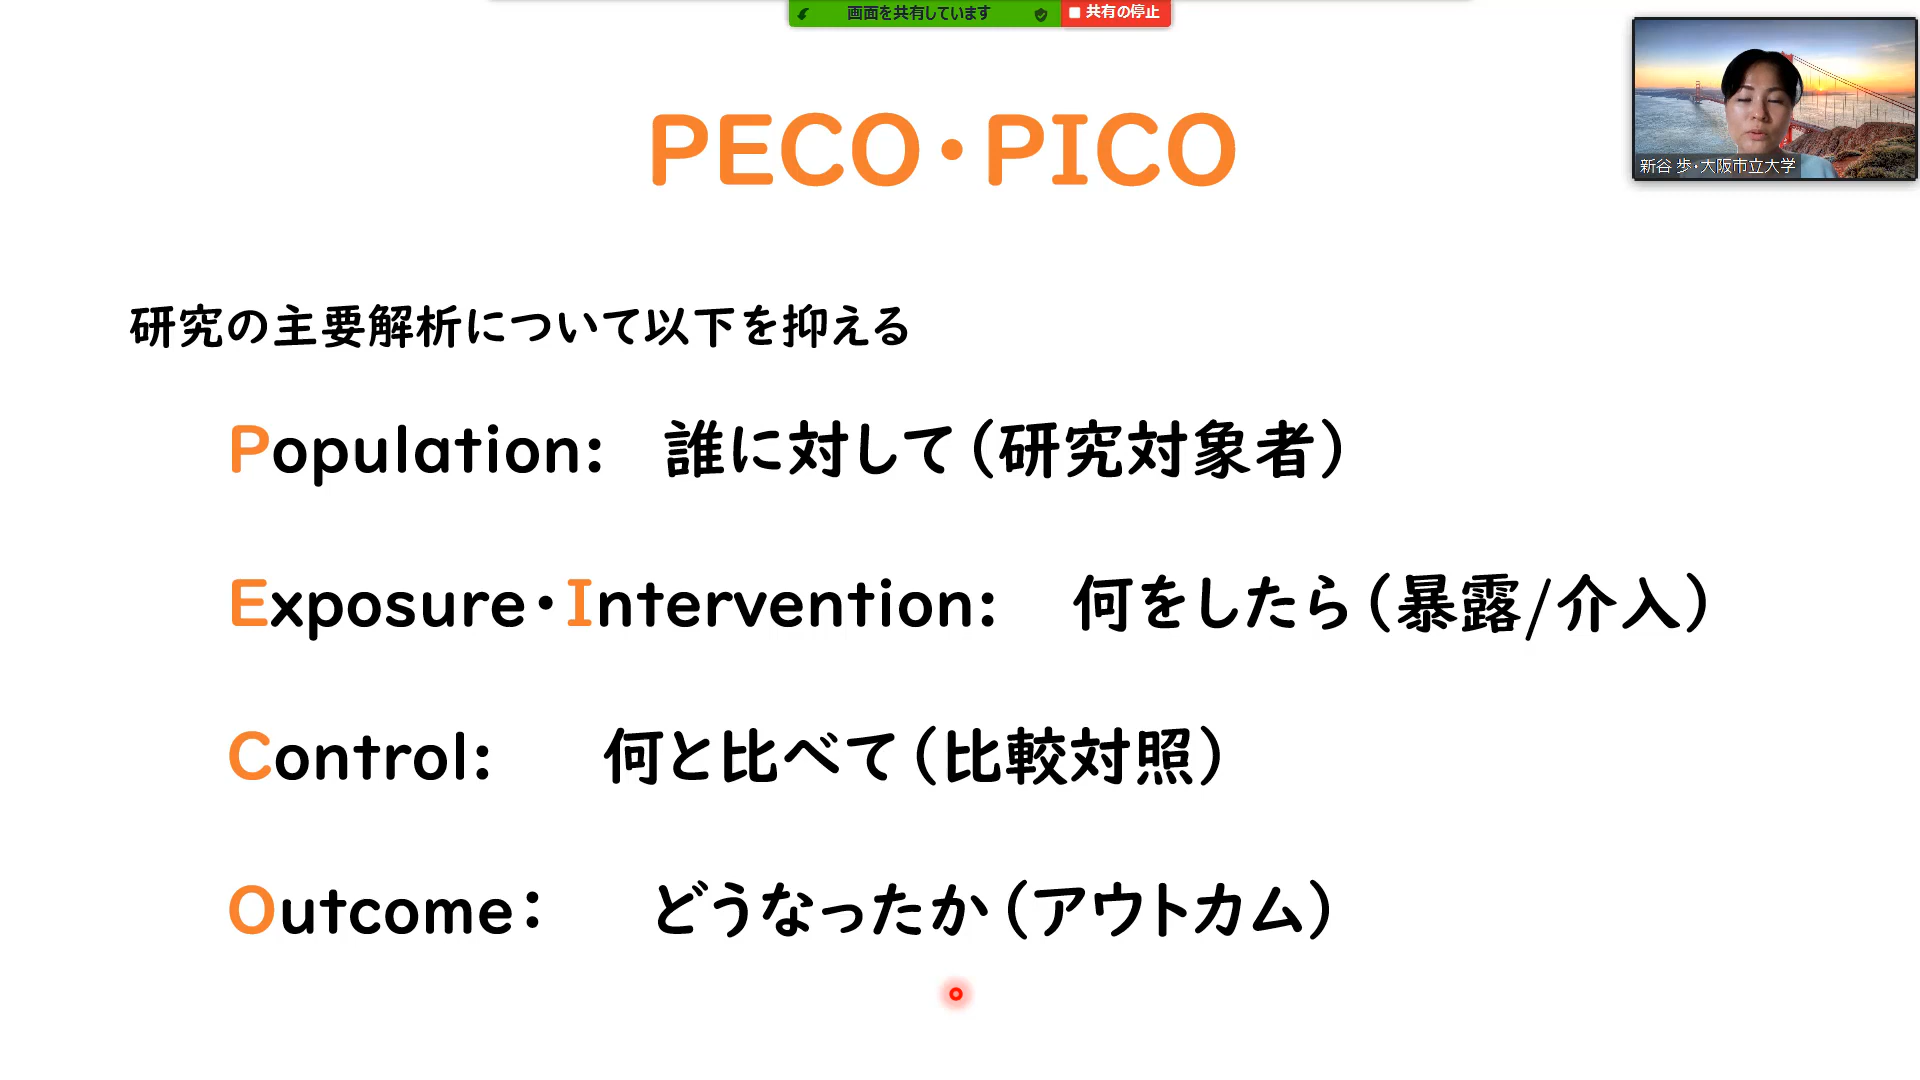 画面を共有しています
共有の停止
PECO・PICO
新谷 歩・大阪市立大学
研究の主要解析について以下を抑える
Population: 誰に対して（研究対象者）
Exposure・Intervention: 何をしたら（暴露/介入）
Control: 何と比べて（比較対照）
Outcome： どうなったか（アウトカム）